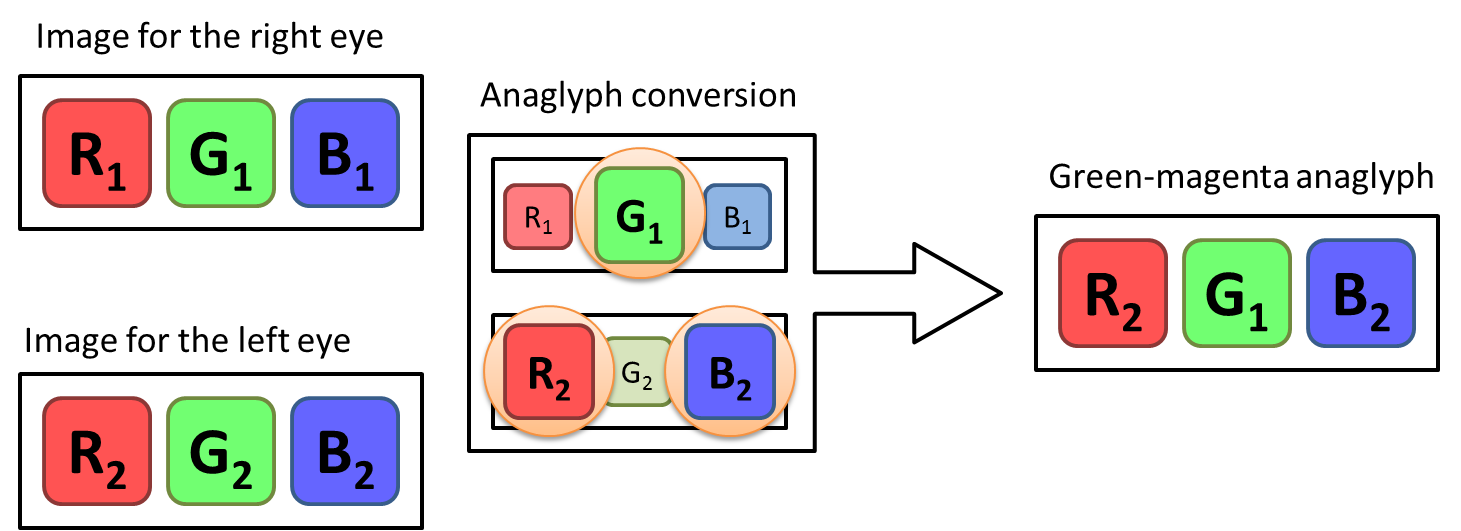 Image for the right eye
R1 G1 B1
Image for the left eye
R2 G2 B2
Anaglyph conversion
R1 G1 B1
R2 G2 B2
Green-magenta anaglyph
R2 G1 B2